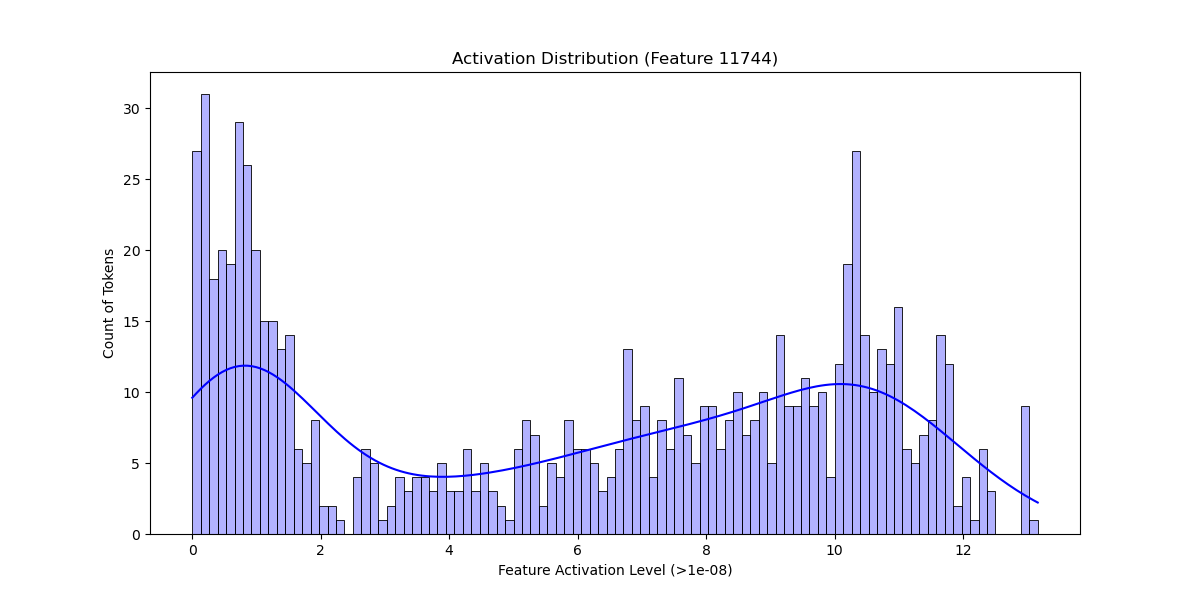 Activation Distribution (Feature 11744)
Count of Tokens
30
25
20
15
10
5
0
0 2 4 6 8 10 12
Feature Activation Level (>1e-08)